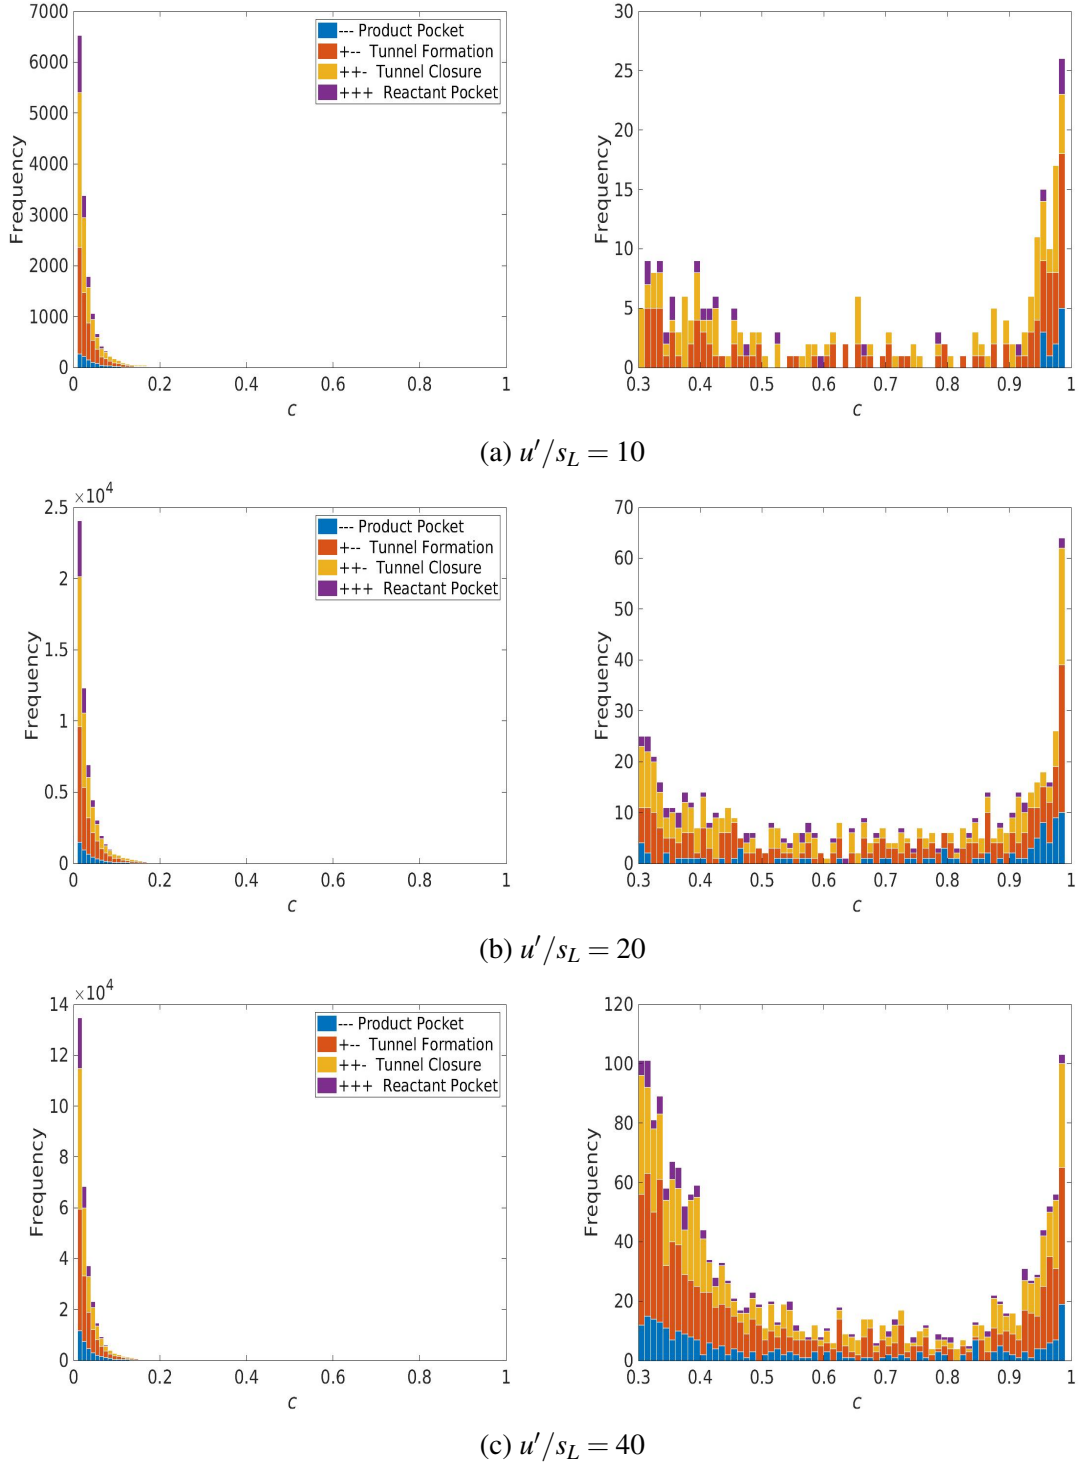 7000
6000
5000
4000
3000
2000
1000
0
Frequency
0 0.2 0.4 0.6 0.8 1
c
--- Product Pocket
+-- Tunnel Formation
++- Tunnel Closure
+++ Reactant Pocket
30
25
20
15
10
5
0
Frequency
0.3 0.4 0.5 0.6 0.7 0.8 0.9 1
c
(a) u′/s_L = 10
×10^4
2.5
2
1.5
1
0.5
0
Frequency
0 0.2 0.4 0.6 0.8 1
c
--- Product Pocket
+-- Tunnel Formation
++- Tunnel Closure
+++ Reactant Pocket
70
60
50
40
30
20
10
0
Frequency
0.3 0.4 0.5 0.6 0.7 0.8 0.9 1
c
(b) u′/s_L = 20
×10^4
14
12
10
8
6
4
2
0
Frequency
0 0.2 0.4 0.6 0.8 1
c
--- Product Pocket
+-- Tunnel Formation
++- Tunnel Closure
+++ Reactant Pocket
120
100
80
60
40
20
0
Frequency
0.3 0.4 0.5 0.6 0.7 0.8 0.9 1
c
(c) u′/s_L = 40